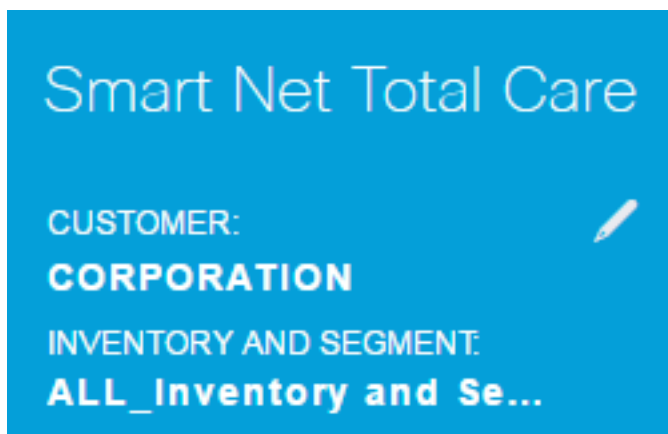 Smart Net Total Care
CUSTOMER:
CORPORATION
INVENTORY AND SEGMENT:
ALL_Inventory and Se...